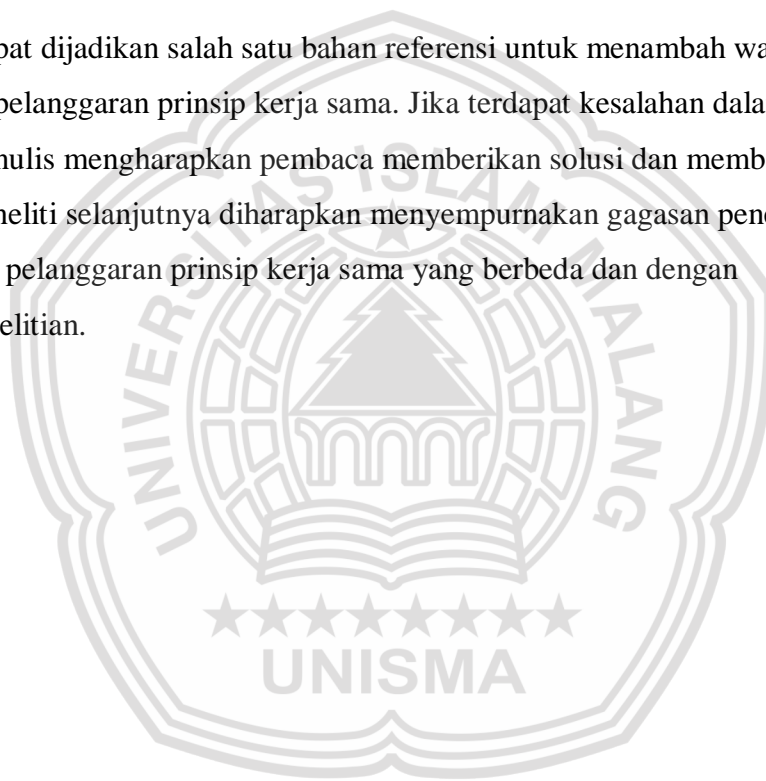 pat dijadikan salah satu bahan referensi untuk menambah wa
pelanggaran prinsip kerja sama. Jika terdapat kesalahan dala
nulis mengharapkan pembaca memberikan solusi dan memb
neliti selanjutnya diharapkan menyempurnakan gagasan pene
pelanggaran prinsip kerja sama yang berbeda dan dengan
elitian.
UNIVERSITAS ISLAM MALANG
UNISMA